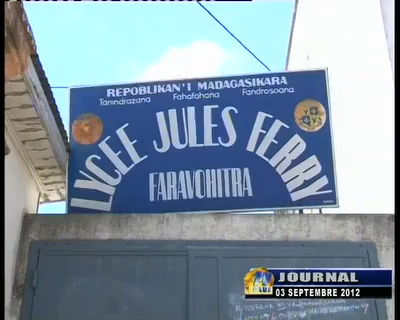 REPOBLIKAN'I MADAGASIKARA
Tanindrazana Fahafahana Fandrosoana
LYCEE JULES FERRY
FARAVOHITRA
JOURNAL
03 SEPTEMBRE 2012